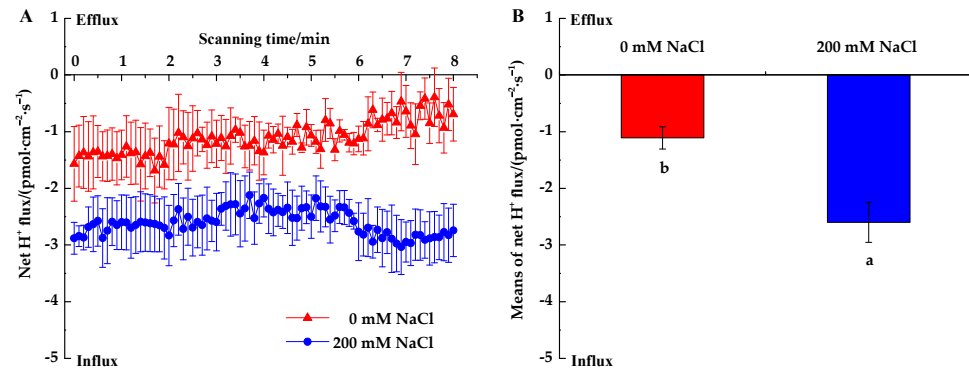 A
Efflux
Scanning time/min
0 1 2 3 4 5 6 7 8
1
0
-1
-2
-3
-4
-5
Net H⁺ flux/(pmol·cm⁻²·s⁻¹)
0 mM NaCl
200 mM NaCl
Influx
B
Efflux
0 mM NaCl 200 mM NaCl
1
0
-1
-2
-3
-4
-5
Means of net H⁺ flux/(pmol·cm⁻²·s⁻¹)
b
a
Influx